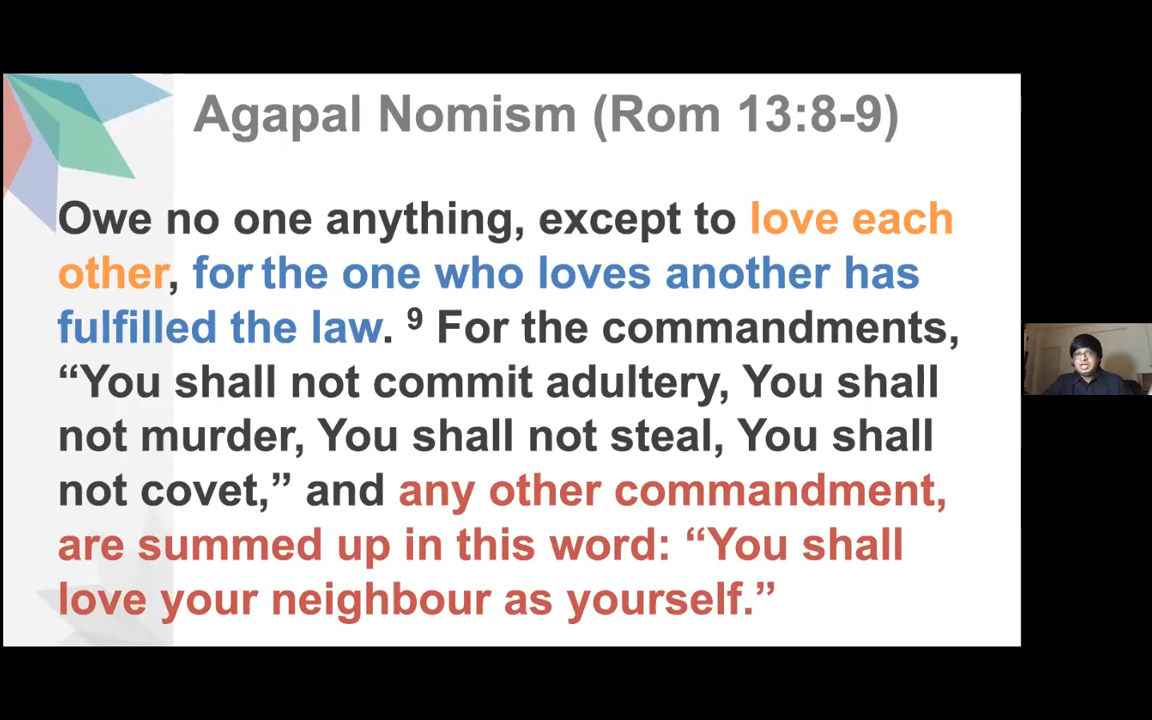 Agapal Nomism (Rom 13:8-9)
Owe no one anything, except to love each
other, for the one who loves another has
fulfilled the law. ⁹ For the commandments,
“You shall not commit adultery, You shall
not murder, You shall not steal, You shall
not covet,” and any other commandment,
are summed up in this word: “You shall
love your neighbour as yourself.”